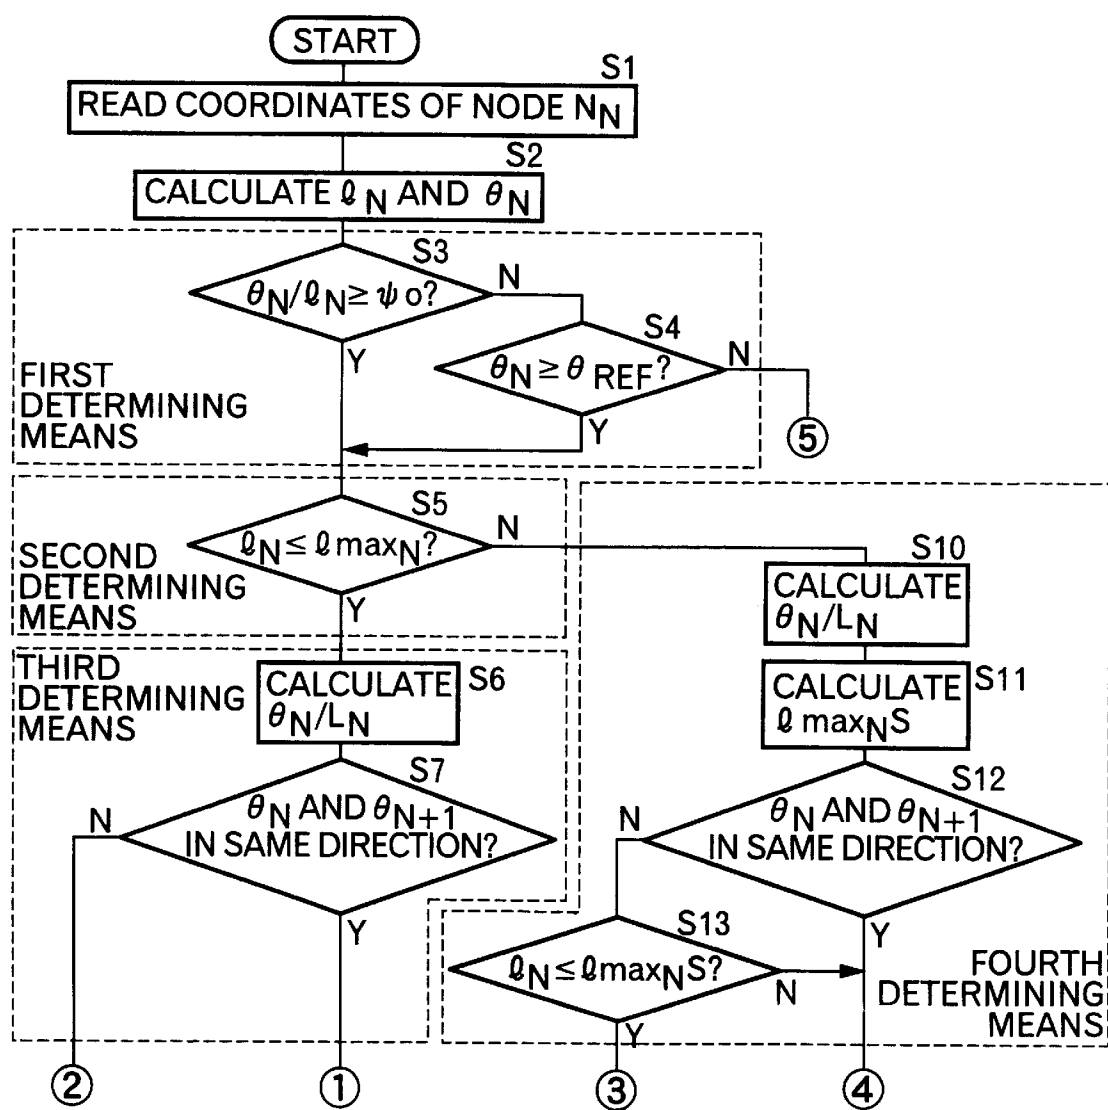 START
S1
READ COORDINATES OF NODE NN
S2
CALCULATE ℓN AND θN
S3
θN/ℓN ≥ ψo?
N
Y
S4
θN ≥ θREF?
N
Y
FIRST
DETERMINING
MEANS
⑤
S5
ℓN ≤ ℓmaxN?
N
Y
SECOND
DETERMINING
MEANS
S10
CALCULATE
θN/LN
THIRD
DETERMINING
MEANS
CALCULATE
θN/LN
S6
CALCULATE
ℓmaxNS
S11
S7
θN AND θN+1
IN SAME DIRECTION?
N
Y
S12
θN AND θN+1
IN SAME DIRECTION?
N
Y
S13
ℓN ≤ ℓmaxNS?
N
Y
FOURTH
DETERMINING
MEANS
②
①
③
④